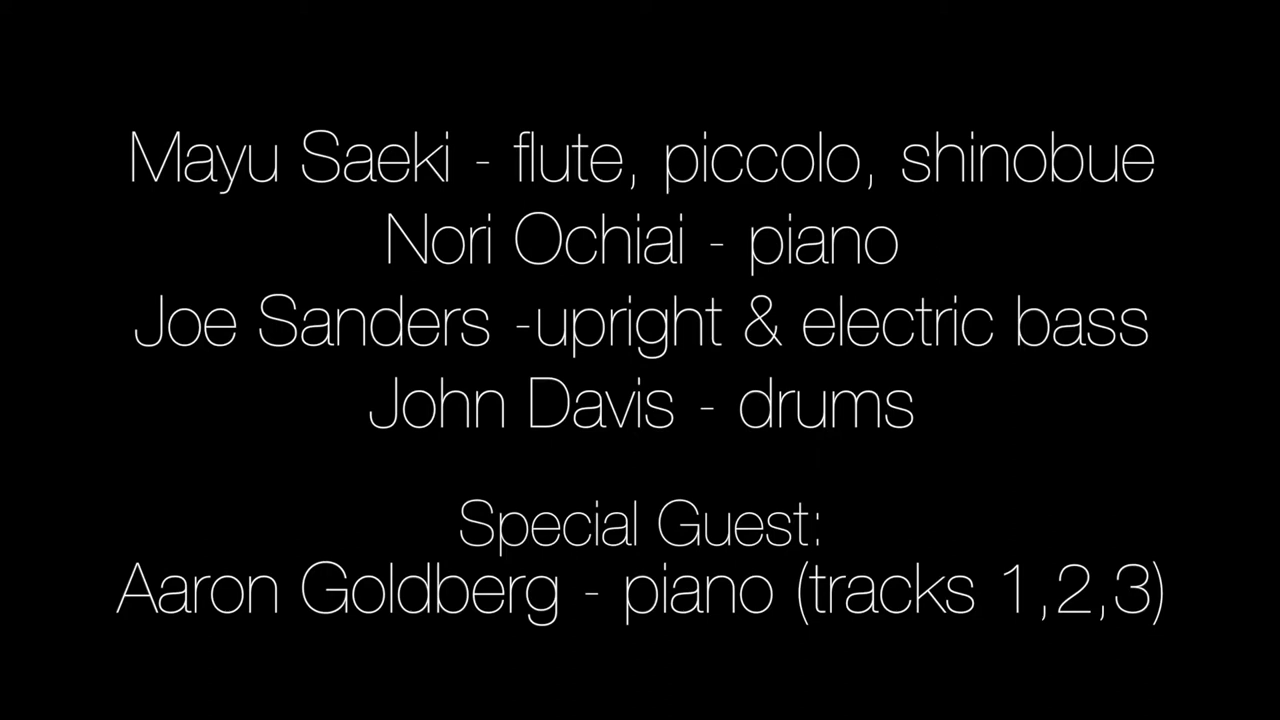 Mayu Saeki - flute, piccolo, shinobue
Nori Ochiai - piano
Joe Sanders -upright & electric bass
John Davis - drums
Special Guest:
Aaron Goldberg - piano (tracks 1,2,3)